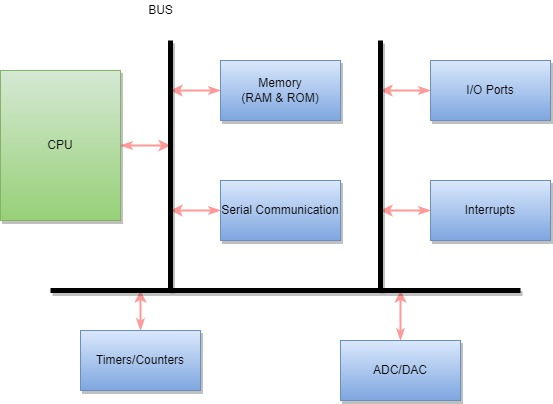 BUS
CPU
Memory
(RAM & ROM)
I/O Ports
Serial Communication
Interrupts
Timers/Counters
ADC/DAC